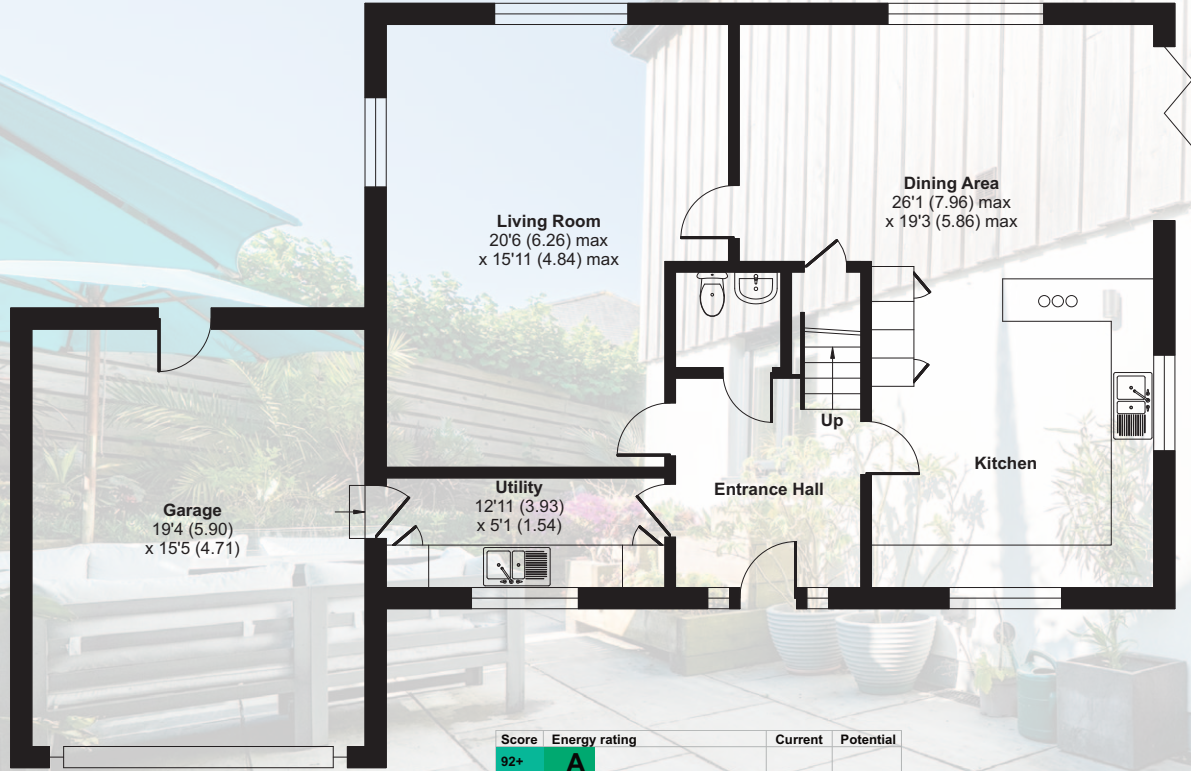 Dining Area
26'1 (7.96) max
x 19'3 (5.86) max
Living Room
20'6 (6.26) max
x 15'11 (4.84) max
Up
Kitchen
Entrance Hall
Utility
12'11 (3.93)
x 5'1 (1.54)
Garage
19'4 (5.90)
x 15'5 (4.71)
Score Energy rating Current Potential
92+ A